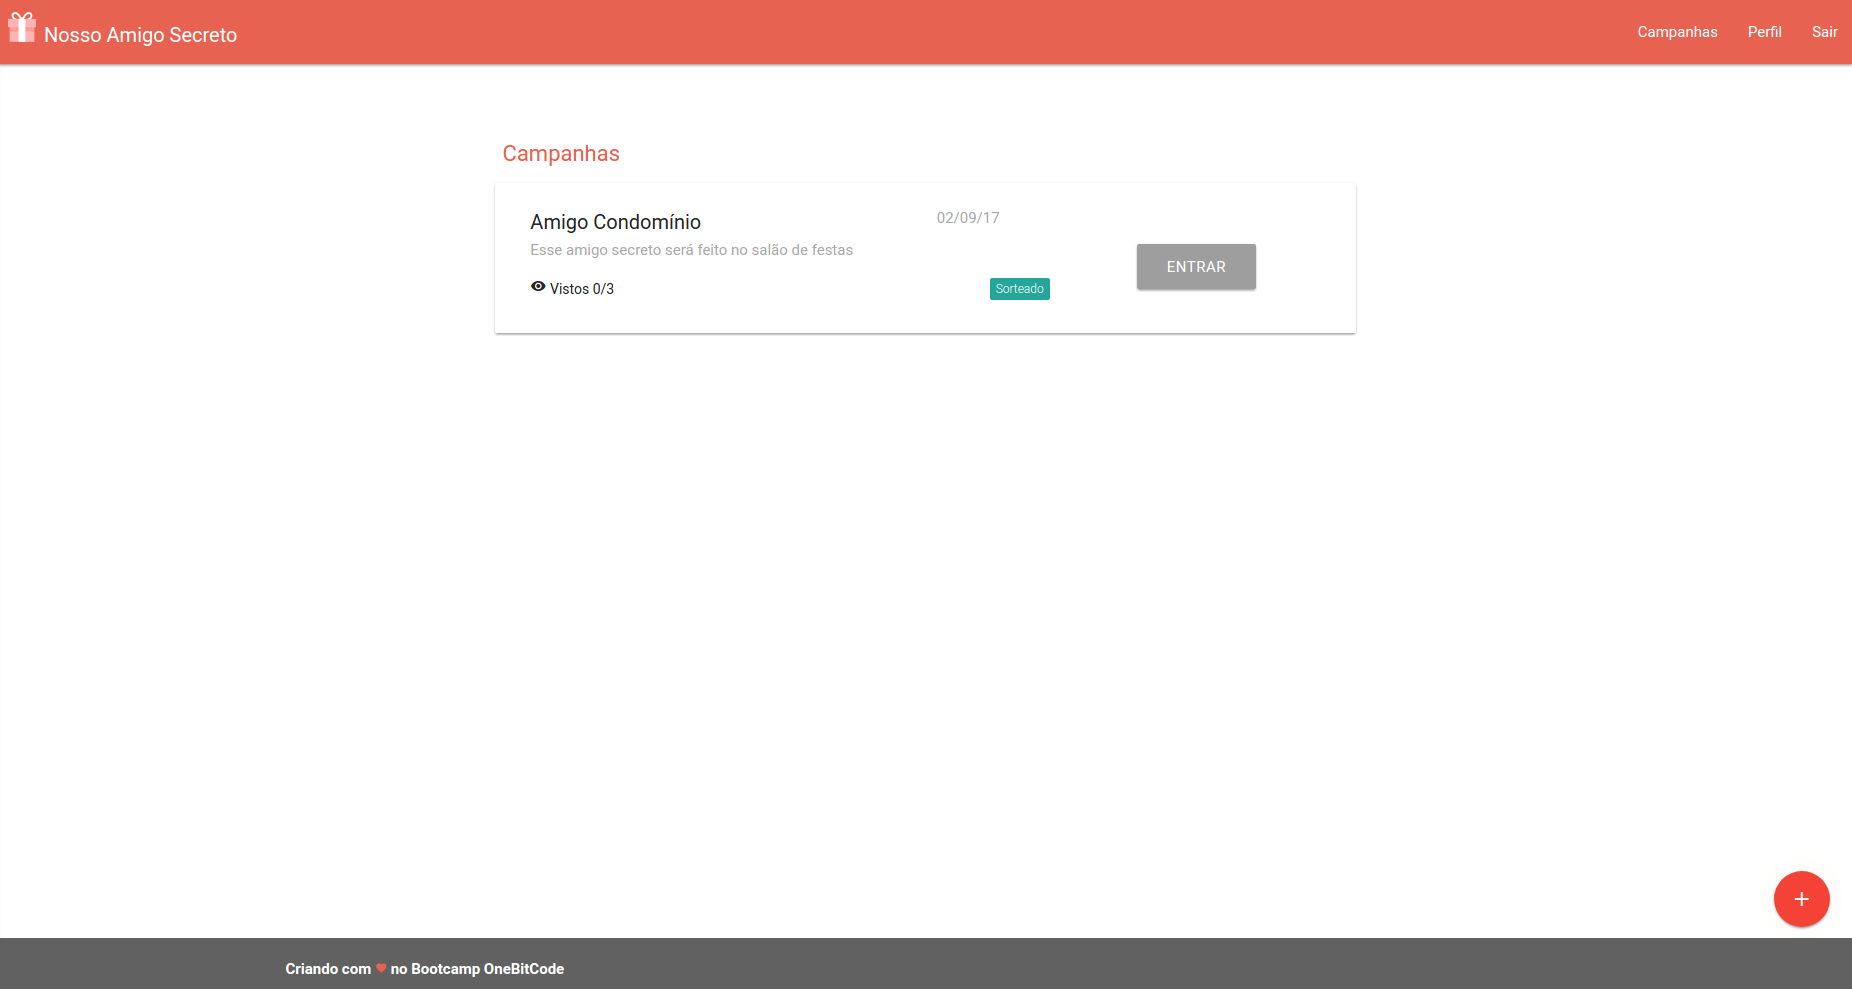 Nosso Amigo Secreto
Campanhas Perfil Sair
Campanhas
Amigo Condomínio
02/09/17
Esse amigo secreto será feito no salão de festas
ENTRAR
Vistos 0/3
Sorteado
+
Criando com ❤ no Bootcamp OneBitCode